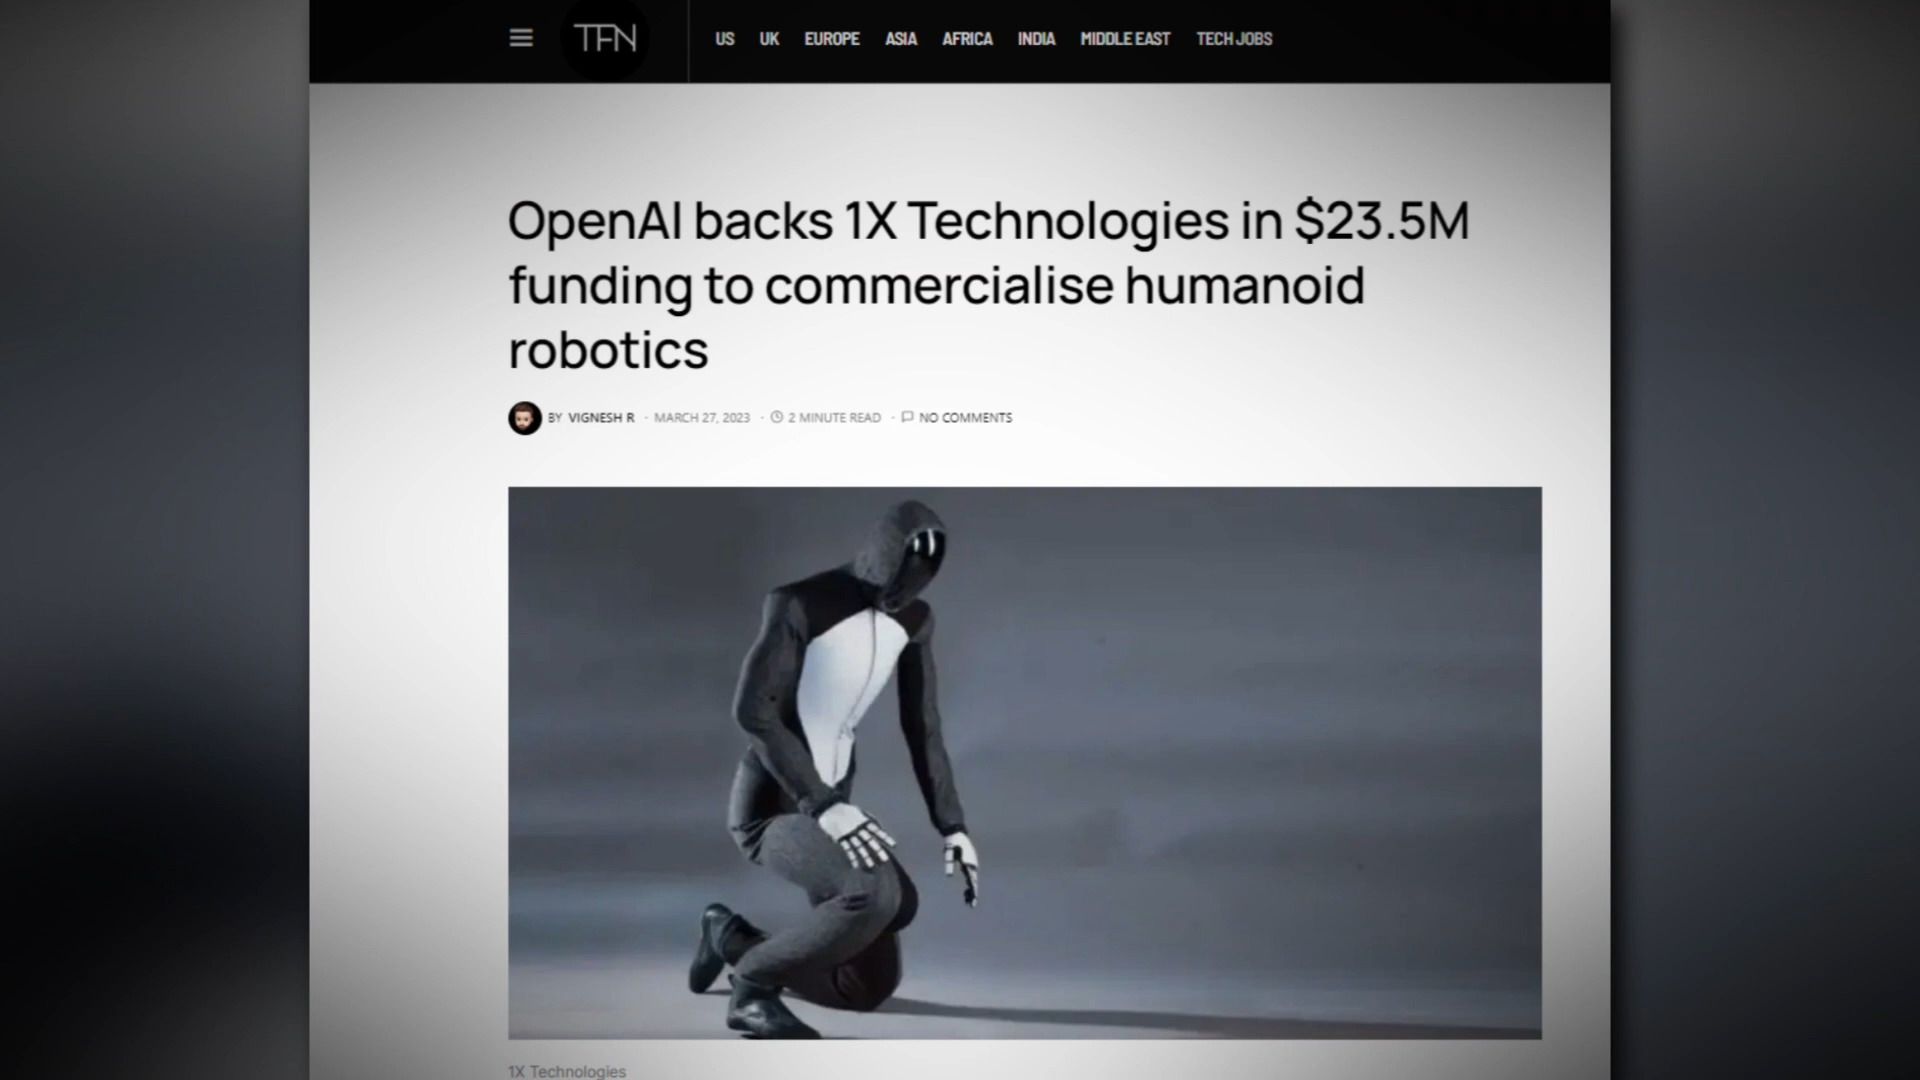 TFN
US UK EUROPE ASIA AFRICA INDIA MIDDLE EAST TECH JOBS
OpenAI backs 1X Technologies in $23.5M
funding to commercialise humanoid
robotics
BY VIGNESH R · MARCH 27, 2023 · 2 MINUTE READ · NO COMMENTS
1X Technologies